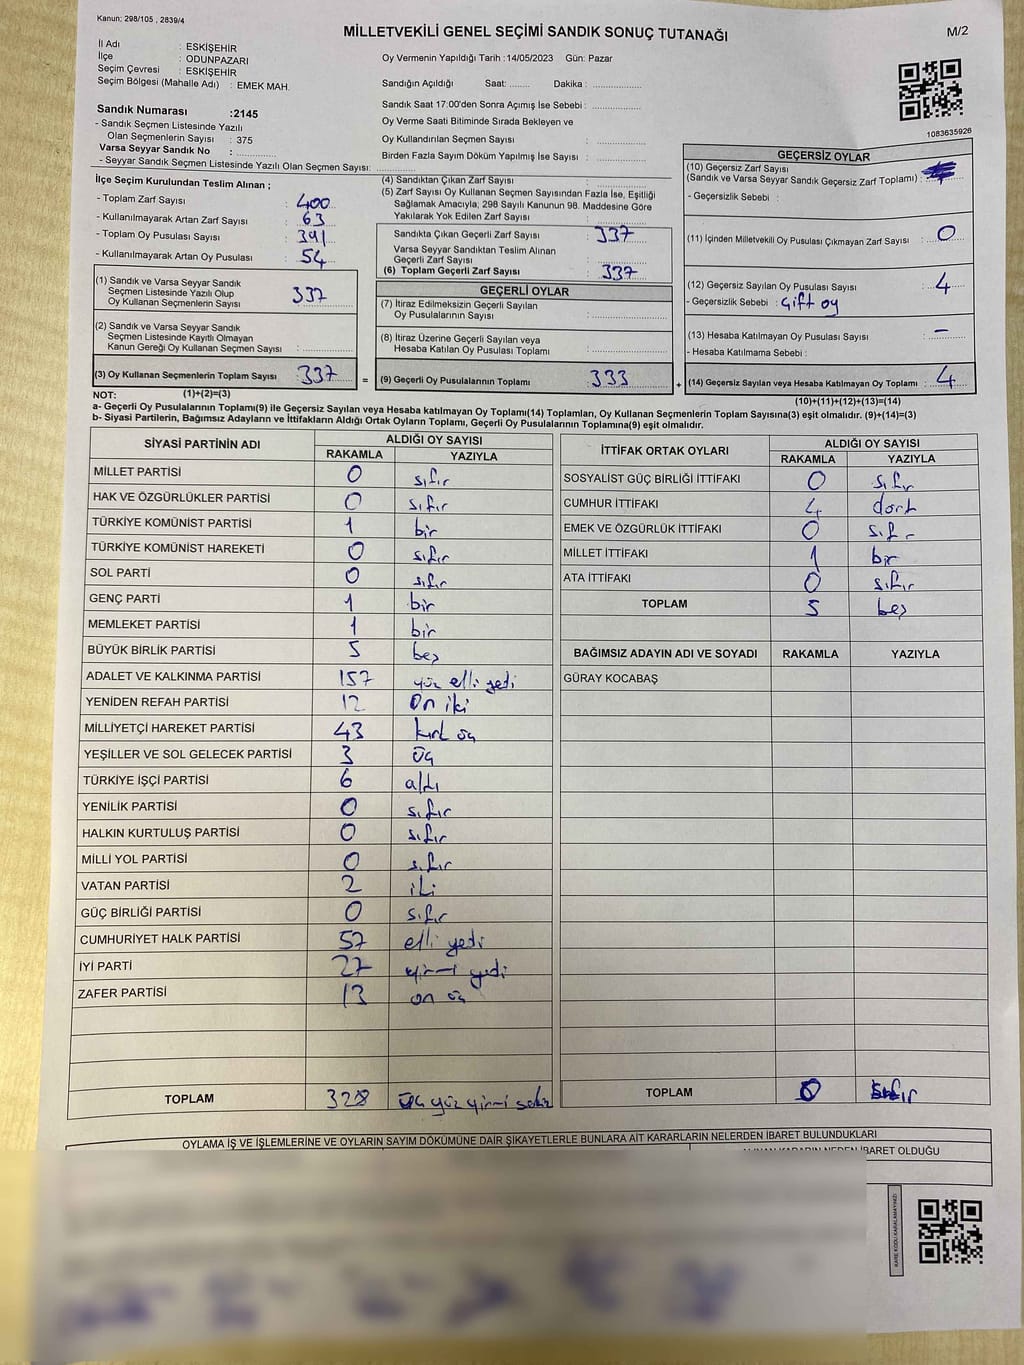 Kanun: 298/105 , 2839/4
MİLLETVEKİLİ GENEL SEÇİMİ SANDIK SONUÇ TUTANAĞI
M/2
İl Adı : ESKİŞEHİR
İlçe : ODUNPAZARI
Seçim Çevresi : ESKİŞEHİR
Seçim Bölgesi (Mahalle Adı) : EMEK MAH.
Sandık Numarası :2145
- Sandık Seçmen Listesinde Yazılı
Olan Seçmenlerin Sayısı : 375
Varsa Seyyar Sandık No :
- Seyyar Sandık Seçmen Listesinde Yazılı Olan Seçmen Sayısı:
Oy Vermenin Yapıldığı Tarih : 14/05/2023 Gün: Pazar
Sandığın Açıldığı Saat: ........ Dakika : ....................
Sandık Saat 17:00'den Sonra Açımış İse Sebebi :
Oy Verme Saati Bitiminde Sırada Bekleyen ve
Oy Kullandırılan Seçmen Sayısı :
Birden Fazla Sayım Döküm Yapılmış İse Sayısı :
1083635926
İlçe Seçim Kurulundan Teslim Alınan ;
- Toplam Zarf Sayısı : 400
- Kullanılmayarak Artan Zarf Sayısı : 63
- Toplam Oy Pusulası Sayısı : 391
- Kullanılmayarak Artan Oy Pusulası : 54
(1) Sandık ve Varsa Seyyar Sandık
Seçmen Listesinde Yazılı Olup
Oy Kullanan Seçmenlerin Sayısı 337
(2) Sandık ve Varsa Seyyar Sandık
Seçmen Listesinde Kayıtlı Olmayan
Kanun Gereği Oy Kullanan Seçmen Sayısı :
(3) Oy Kullanan Seçmenlerin Toplam Sayısı : 337
(4) Sandıktan Çıkan Zarf Sayısı :
(5) Zarf Sayısı Oy Kullanan Seçmen Sayısından Fazla İse, Eşitliği
Sağlamak Amacıyla; 298 Sayılı Kanunun 98. Maddesine Göre
Yakılarak Yok Edilen Zarf Sayısı :
Sandıkta Çıkan Geçerli Zarf Sayısı : 337
Varsa Seyyar Sandıktan Teslim Alınan
Geçerli Zarf Sayısı :
(6) Toplam Geçerli Zarf Sayısı 337
GEÇERLİ OYLAR
(7) İtiraz Edilmeksizin Geçerli Sayılan
Oy Pusulalarının Sayısı :
(8) İtiraz Üzerine Geçerli Sayılan veya
Hesaba Katılan Oy Pusulası Toplamı :
= (9) Geçerli Oy Pusulalarının Toplamı : 333
GEÇERSİZ OYLAR
(10) Geçersiz Zarf Sayısı
(Sandık ve Varsa Seyyar Sandık Geçersiz Zarf Toplamı) :
- Geçersizlik Sebebi :
(11) İçinden Milletvekili Oy Pusulası Çıkmayan Zarf Sayısı : 0
(12) Geçersiz Sayılan Oy Pusulası Sayısı : 4
- Geçersizlik Sebebi : Çift oy
(13) Hesaba Katılmayan Oy Pusulası Sayısı : -
- Hesaba Katılmama Sebebi :
+ (14) Geçersiz Sayılan veya Hesaba Katılmayan Oy Toplamı : 4
NOT: (1)+(2)=(3)
(10)+(11)+(12)+(13)=(14)
a- Geçerli Oy Pusulalarının Toplamı(9) ile Geçersiz Sayılan veya Hesaba katılmayan Oy Toplamı(14) Toplamları, Oy Kullanan Seçmenlerin Toplam Sayısına(3) eşit olmalıdır. (9)+(14)=(3)
b- Siyasi Partilerin, Bağımsız Adayların ve İttifakların Aldığı Ortak Oyların Toplamı, Geçerli Oy Pusulalarının Toplamına(9) eşit olmalıdır.
SİYASİ PARTİNİN ADI ALDIĞI OY SAYISI
RAKAMLA YAZIYLA
MİLLET PARTİSİ 0 sıfır
HAK VE ÖZGÜRLÜKLER PARTİSİ 0 sıfır
TÜRKİYE KOMÜNİST PARTİSİ 1 bir
TÜRKİYE KOMÜNİST HAREKETİ 0 sıfır
SOL PARTİ 0 sıfır
GENÇ PARTİ 1 bir
MEMLEKET PARTİSİ 1 bir
BÜYÜK BİRLİK PARTİSİ 5 beş
ADALET VE KALKINMA PARTİSİ 157 yüz elli yedi
YENİDEN REFAH PARTİSİ 12 On iki
MİLLİYETÇİ HAREKET PARTİSİ 43 kırk üç
YEŞİLLER VE SOL GELECEK PARTİSİ 3 üç
TÜRKİYE İŞÇİ PARTİSİ 6 altı
YENİLİK PARTİSİ 0 sıfır
HALKIN KURTULUŞ PARTİSİ 0 sıfır
MİLLİ YOL PARTİSİ 0 sıfır
VATAN PARTİSİ 2 iki
GÜÇ BİRLİĞİ PARTİSİ 0 sıfır
CUMHURİYET HALK PARTİSİ 57 elli yedi
İYİ PARTİ 27 yirmi yedi
ZAFER PARTİSİ 13 on üç
TOPLAM 328 üç yüz yirmi sekiz
İTTİFAK ORTAK OYLARI ALDIĞI OY SAYISI
RAKAMLA YAZIYLA
SOSYALİST GÜÇ BİRLİĞİ İTTİFAKI 0 sıfır
CUMHUR İTTİFAKI 4 dört
EMEK VE ÖZGÜRLÜK İTTİFAKI 0 sıfır
MİLLET İTTİFAKI 1 bir
ATA İTTİFAKI 0 sıfır
TOPLAM 5 beş
BAĞIMSIZ ADAYIN ADI VE SOYADI RAKAMLA YAZIYLA
GÜRAY KOCABAŞ
TOPLAM 0 sıfır
OYLAMA İŞ VE İŞLEMLERİNE VE OYLARIN SAYIM DÖKÜMÜNE DAİR ŞİKAYETLERLE BUNLARA AİT KARARLARIN NELERDEN İBARET BULUNDUKLARI
ALINAN KARARIN NEDEN İBARET OLDUĞU
KARE KODU KARALAMAYINIZ!